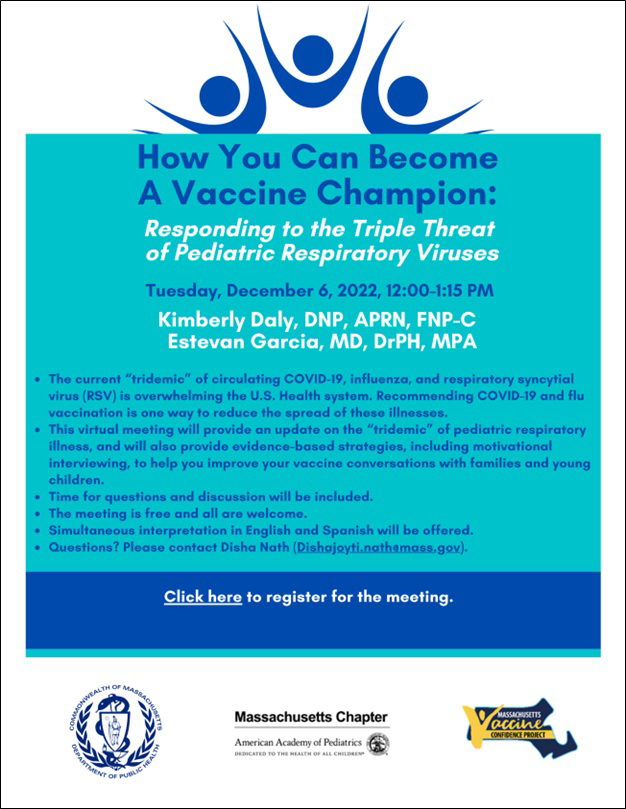 How You Can Become
A Vaccine Champion:
Responding to the Triple Threat
of Pediatric Respiratory Viruses
Tuesday, December 6, 2022, 12:00-1:15 PM
Kimberly Daly, DNP, APRN, FNP-C
Estevan Garcia, MD, DrPH, MPA
• The current “tridemic” of circulating COVID-19, influenza, and respiratory syncytial
virus (RSV) is overwhelming the U.S. Health system. Recommending COVID-19 and flu
vaccination is one way to reduce the spread of these illnesses.
• This virtual meeting will provide an update on the “tridemic” of pediatric respiratory
illness, and will also provide evidence-based strategies, including motivational
interviewing, to help you improve your vaccine conversations with families and young
children.
• Time for questions and discussion will be included.
• The meeting is free and all are welcome.
• Simultaneous interpretation in English and Spanish will be offered.
• Questions? Please contact Disha Nath (Dishajoyti.nath@mass.gov).
Click here to register for the meeting.
COMMONWEALTH OF MASSACHUSETTS
DEPARTMENT OF PUBLIC HEALTH
Massachusetts Chapter
American Academy of Pediatrics
DEDICATED TO THE HEALTH OF ALL CHILDREN®
MASSACHUSETTS
Vaccine
CONFIDENCE PROJECT